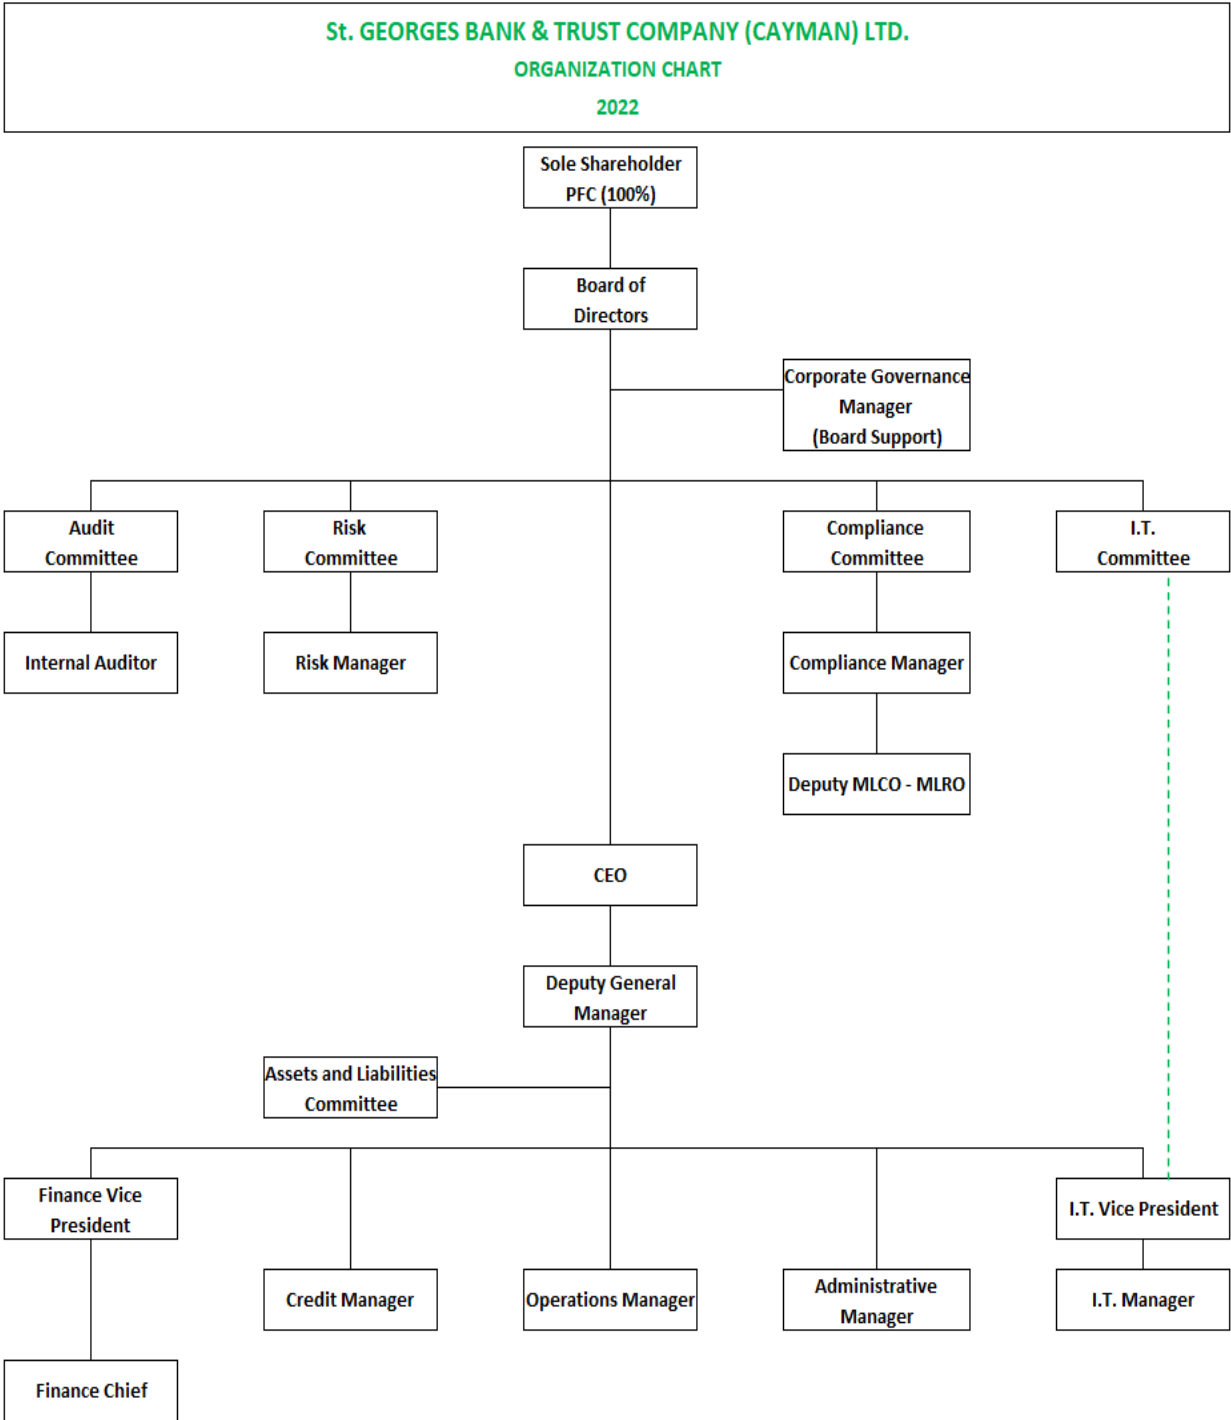 St. GEORGES BANK & TRUST COMPANY (CAYMAN) LTD.
ORGANIZATION CHART
2022
Sole Shareholder
PFC (100%)
Board of
Directors
Corporate Governance
Manager
(Board Support)
Audit
Committee
Risk
Committee
Compliance
Committee
I.T.
Committee
Internal Auditor
Risk Manager
Compliance Manager
Deputy MLCO - MLRO
CEO
Deputy General
Manager
Assets and Liabilities
Committee
Finance Vice
President
I.T. Vice President
Credit Manager
Operations Manager
Administrative
Manager
I.T. Manager
Finance Chief